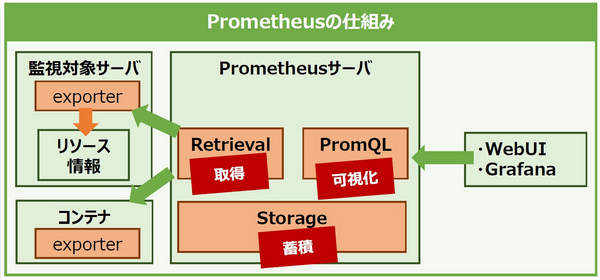 Prometheusの仕組み
監視対象サーバ
exporter
リソース
情報
コンテナ
exporter
Prometheusサーバ
Retrieval
取得
PromQL
可視化
Storage
蓄積
・WebUI
・Grafana